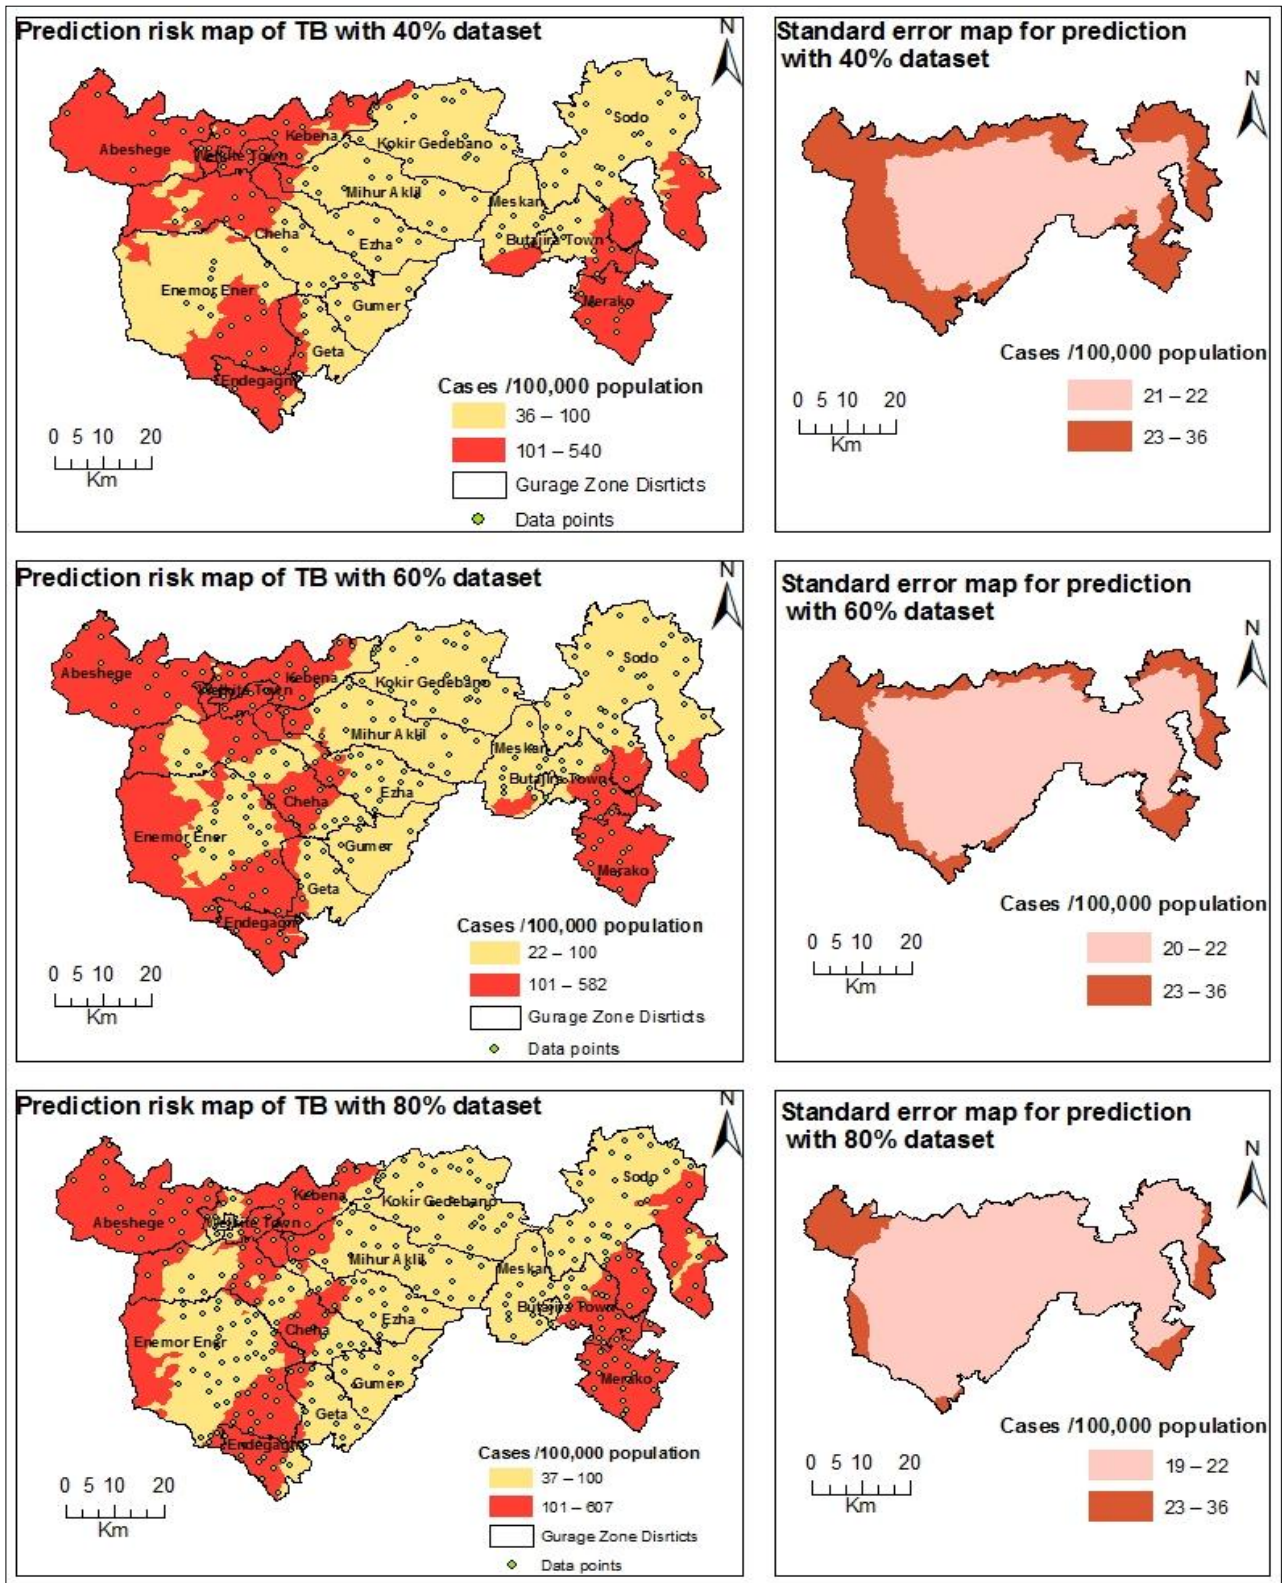 Prediction risk map of TB with 40% dataset
N
Abeshege
Kebena
Welkite Town
Kokir Gedebano
Sodo
Mihur Aklil
Meskan
Cheha
Ezha
Butajira Town
Enemor Ener
Gumer
Merako
Geta
Endegagn
Cases /100,000 population
36 – 100
101 – 540
Gurage Zone Disrticts
Data points
0 5 10 20
Km
Standard error map for prediction
with 40% dataset
N
Cases /100,000 population
21 – 22
23 – 36
0 5 10 20
Km
Prediction risk map of TB with 60% dataset
N
Abeshege
Kebena
Welkite Town
Kokir Gedebano
Sodo
Mihur Aklil
Meskan
Butajira Town
Cheha
Ezha
Enemor Ener
Gumer
Merako
Geta
Endegagn
Cases /100,000 population
22 – 100
101 – 582
Gurage Zone Disrticts
Data points
0 5 10 20
Km
Standard error map for prediction
with 60% dataset
N
Cases /100,000 population
20 – 22
23 – 36
0 5 10 20
Km
Prediction risk map of TB with 80% dataset
N
Abeshege
Kebena
Welkite Town
Kokir Gedebano
Sodo
Mihur Aklil
Meskan
Butajira Town
Cheha
Ezha
Enemor Ener
Gumer
Merako
Geta
Endegagn
Cases /100,000 population
37 – 100
101 – 607
Gurage Zone Disrticts
Data points
0 5 10 20
Km
Standard error map for prediction
with 80% dataset
N
Cases /100,000 population
19 – 22
23 – 36
0 5 10 20
Km